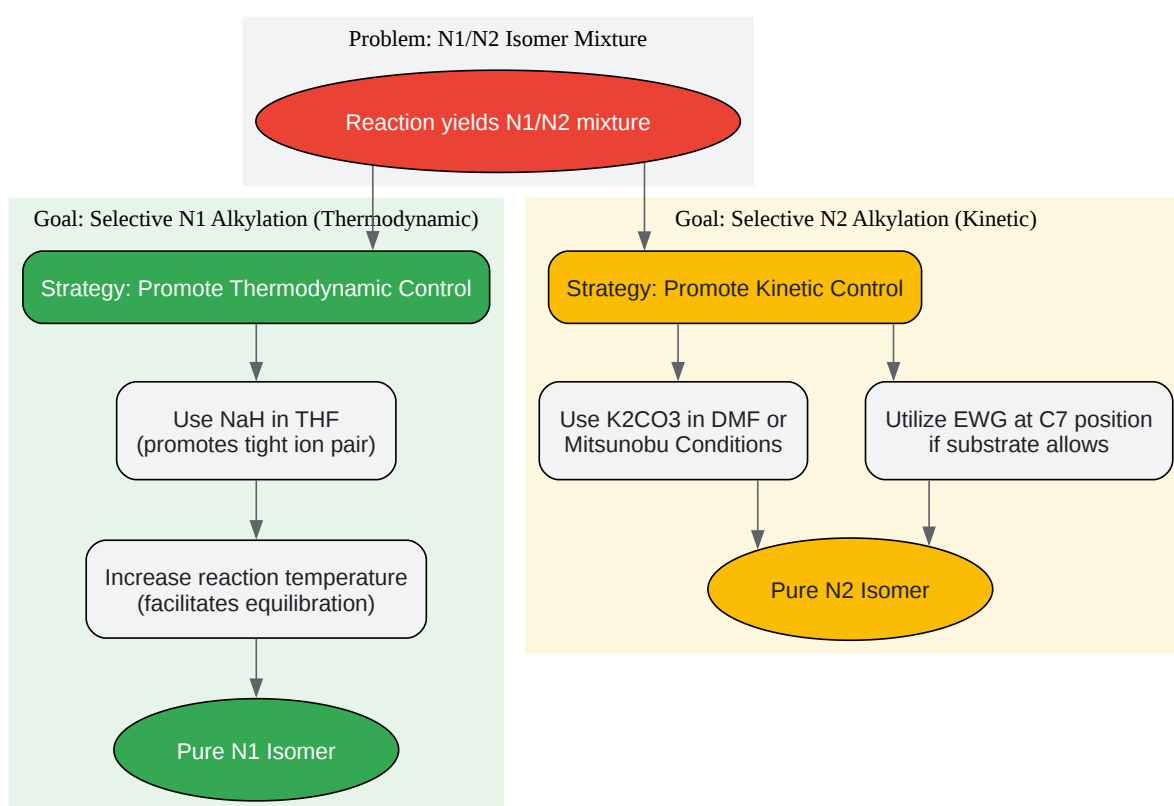 Problem: N1/N2 Isomer Mixture
Reaction yields N1/N2 mixture
Goal: Selective N1 Alkylation (Thermodynamic)
Strategy: Promote Thermodynamic Control
Use NaH in THF
(promotes tight ion pair)
Increase reaction temperature
(facilitates equilibration)
Pure N1 Isomer
Goal: Selective N2 Alkylation (Kinetic)
Strategy: Promote Kinetic Control
Use K2CO3 in DMF or
Mitsunobu Conditions
Utilize EWG at C7 position
if substrate allows
Pure N2 Isomer